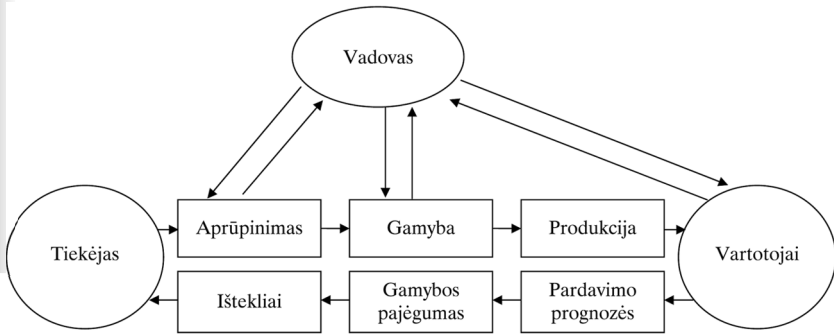 Vadovas
Tiekėjas
Aprūpinimas
Gamyba
Produkcija
Vartotojai
Ištekliai
Gamybos
pajėgumas
Pardavimo
prognozės